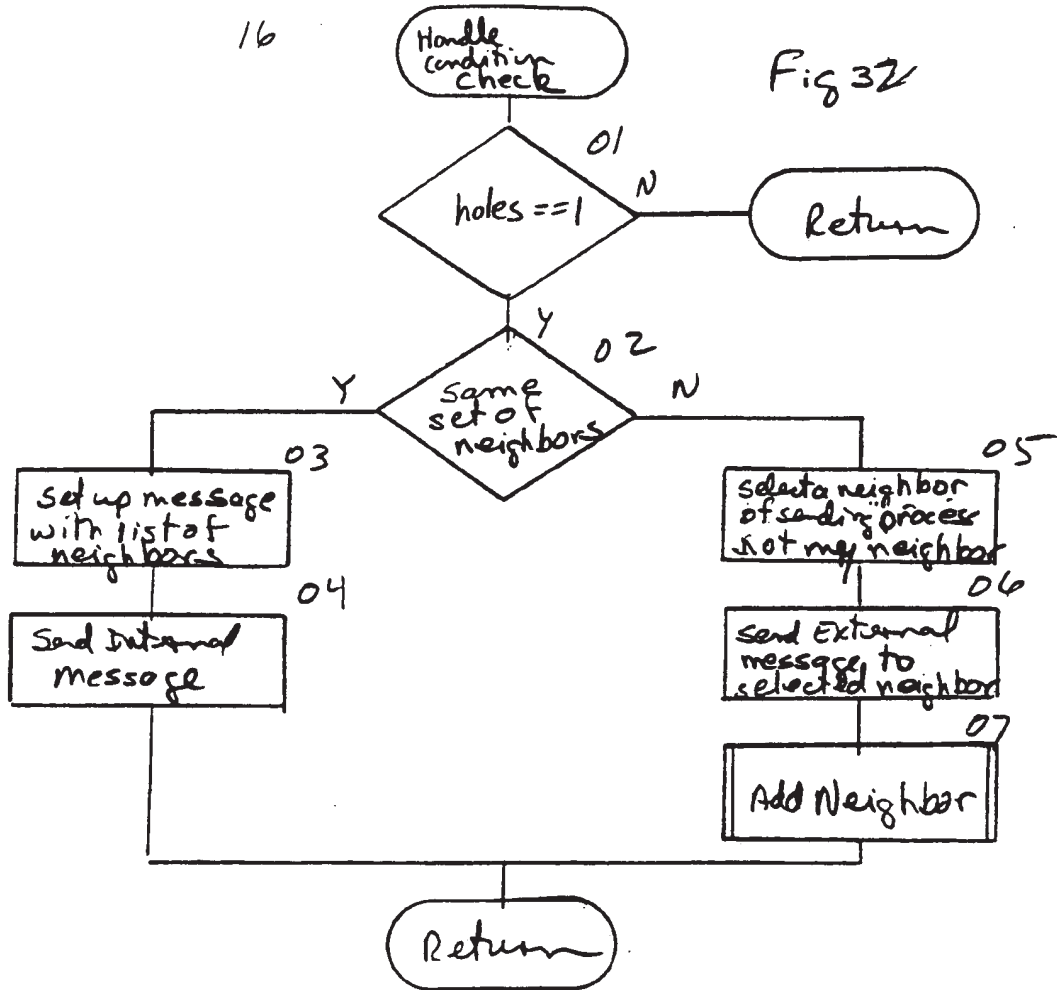 16
Handle
condition
check
Fig 32
01
holes ==1
N
Return
Y
02
Same
set of
neighbors
Y
N
03
set up message
with list of
neighbors
04
Send Internal
message
05
select a neighbor
of sending process
not my neighbor
06
send External
message to
selected neighbor
07
Add Neighbor
Return